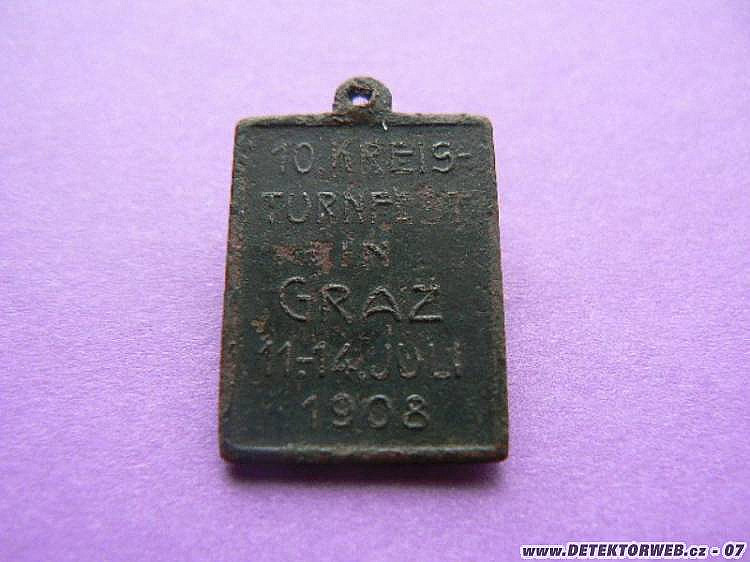 10. KREIS-
TURNFEST
IN
GRAZ
11.-14. JULI
1908
www.DETEKTORWEB.cz - 07